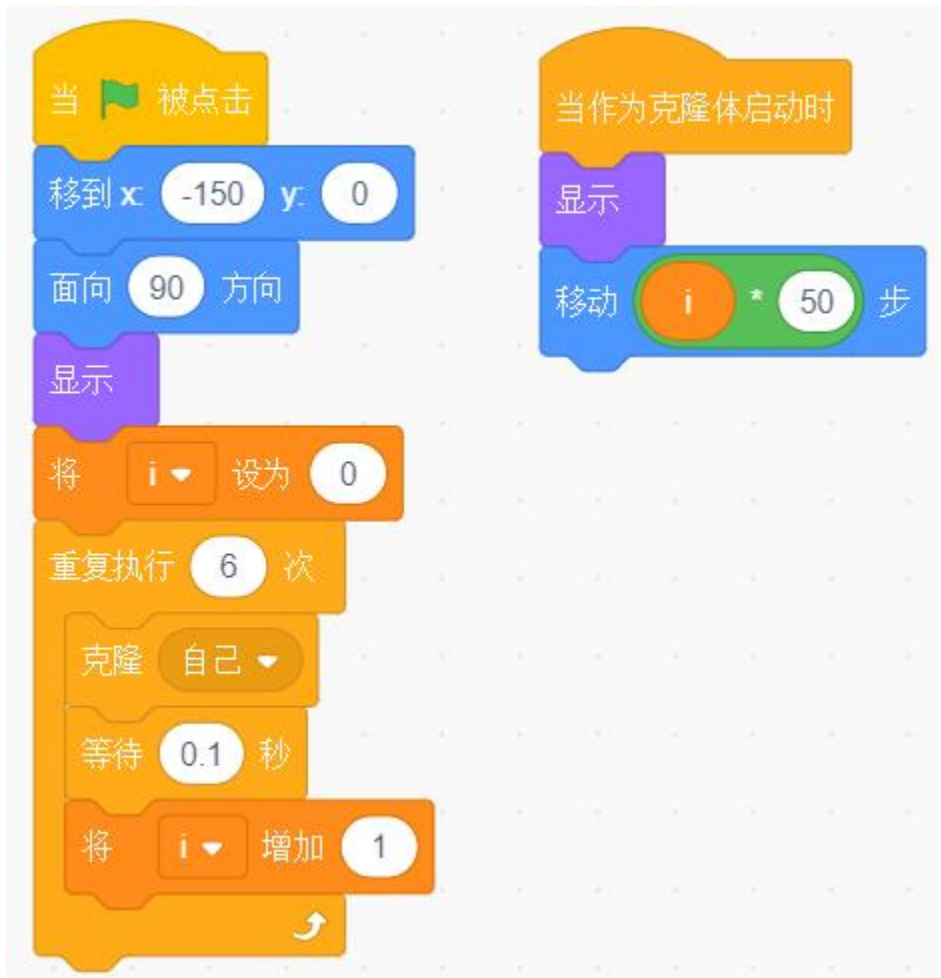 当 被点击
移到 x: -150 y: 0
面向 90 方向
显示
将 i 设为 0
重复执行 6 次
克隆 自己
等待 0.1 秒
将 i 增加 1
当作为克隆体启动时
显示
移动 i * 50 步